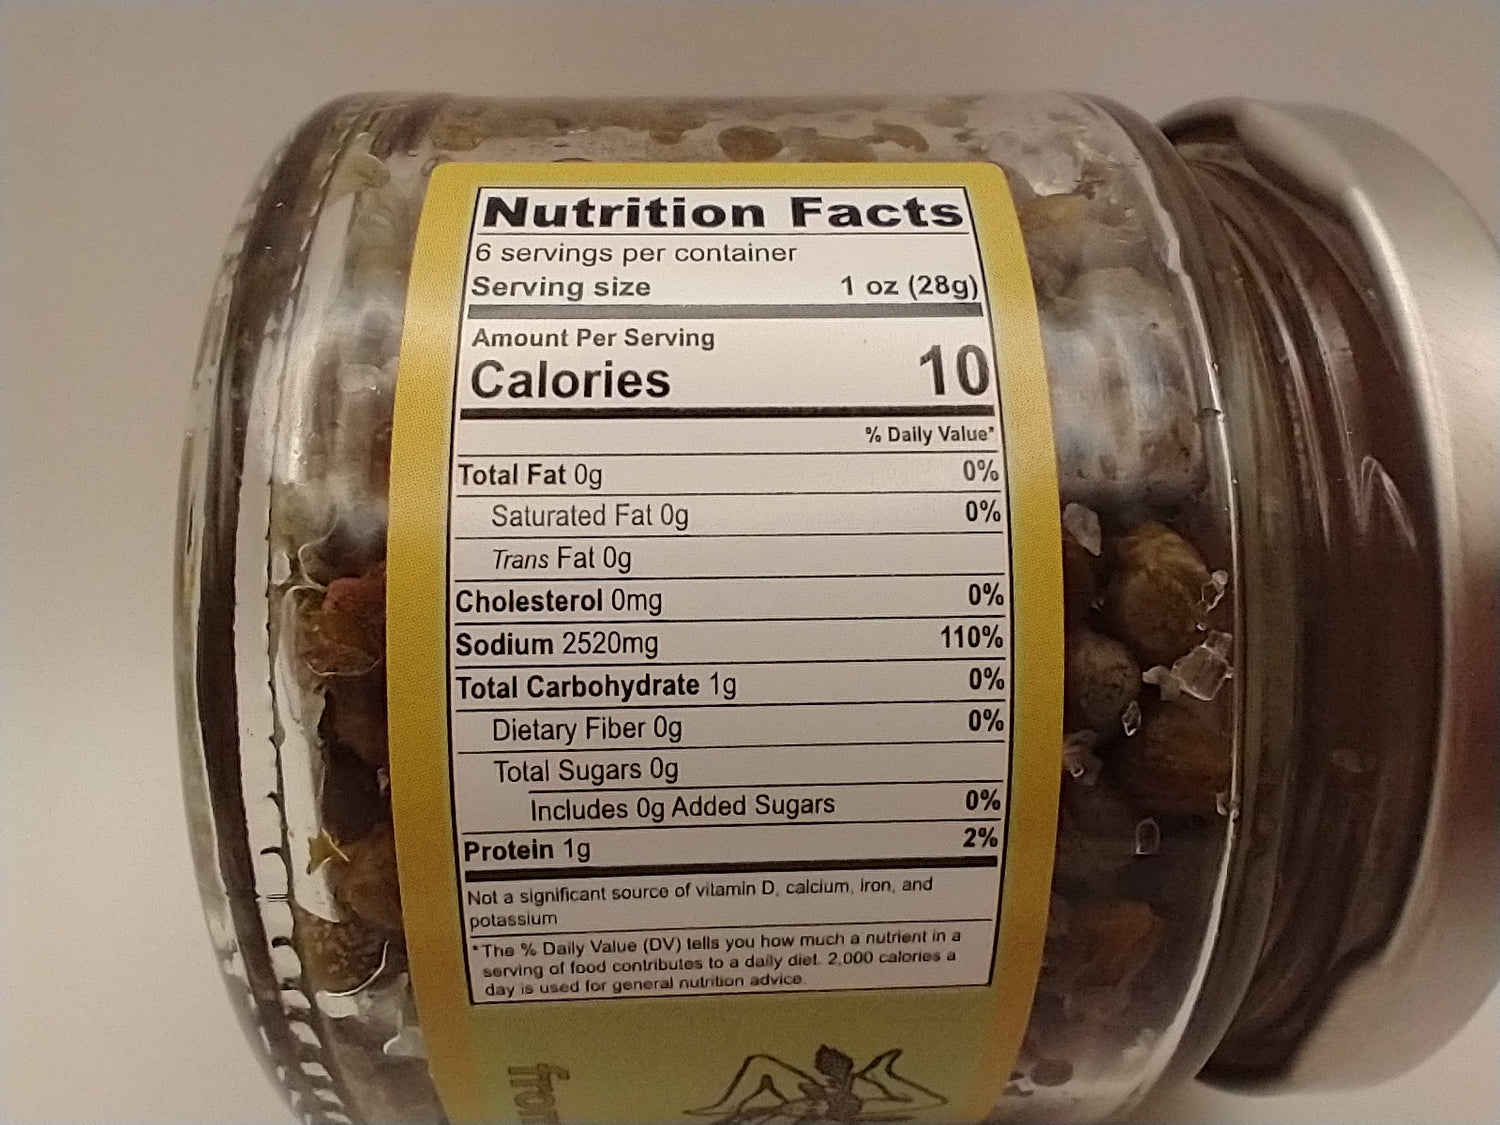 Nutrition Facts
6 servings per container
Serving size 1 oz (28g)
Amount Per Serving
Calories 10
% Daily Value*
Total Fat 0g 0%
Saturated Fat 0g 0%
Trans Fat 0g
Cholesterol 0mg 0%
Sodium 2520mg 110%
Total Carbohydrate 1g 0%
Dietary Fiber 0g 0%
Total Sugars 0g
Includes 0g Added Sugars 0%
Protein 1g 2%
Not a significant source of vitamin D, calcium, iron, and
potassium
*The % Daily Value (DV) tells you how much a nutrient in a
serving of food contributes to a daily diet. 2,000 calories a
day is used for general nutrition advice.